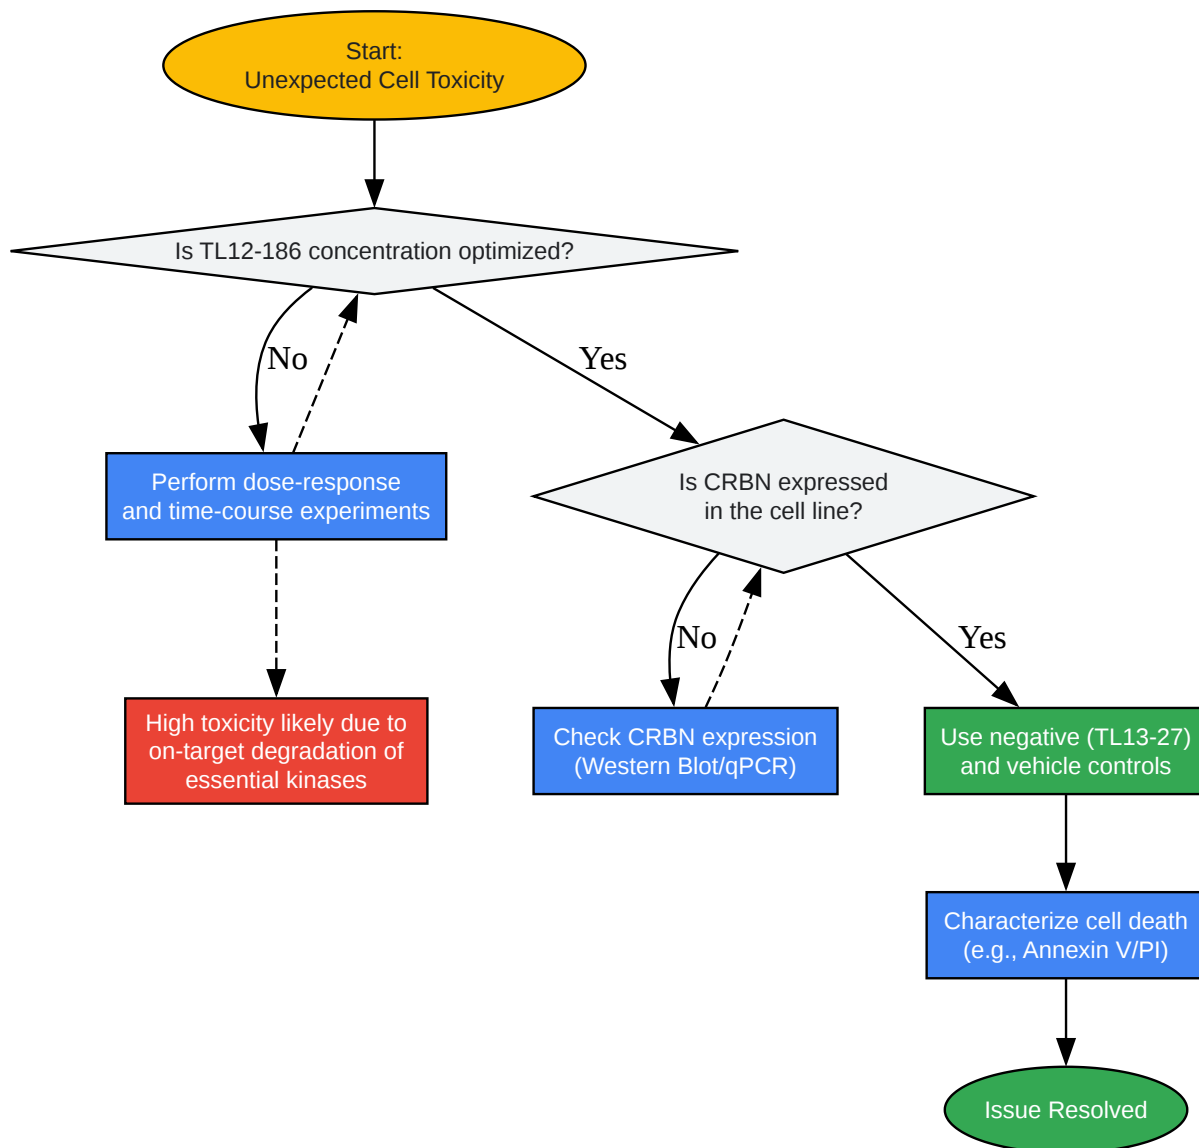 Start:
Unexpected Cell Toxicity
Is TL12-186 concentration optimized?
No
Yes
Perform dose-response
and time-course experiments
Is CRBN expressed
in the cell line?
No
Yes
High toxicity likely due to
on-target degradation of
essential kinases
Check CRBN expression
(Western Blot/qPCR)
Use negative (TL13-27)
and vehicle controls
Characterize cell death
(e.g., Annexin V/PI)
Issue Resolved